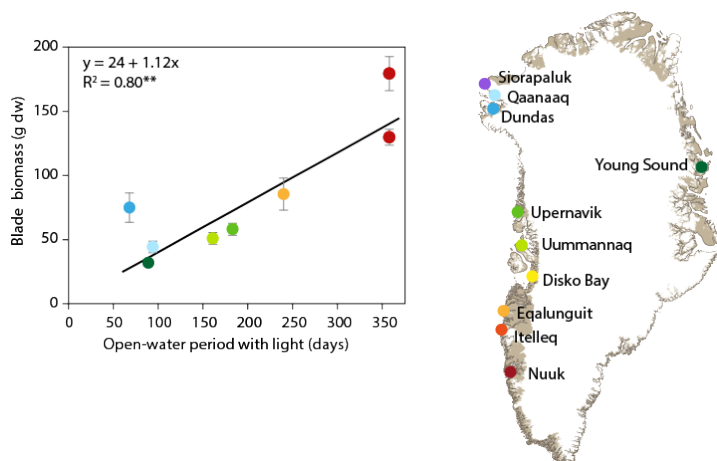 200
150
100
50
0
Blade biomass (g dw)
y = 24 + 1.12x
R² = 0.80**
0 50 100 150 200 250 300 350
Open-water period with light (days)
Siorapaluk
Qaanaaq
Dundas
Young Sound
Upernavik
Uummannaq
Disko Bay
Eqalunguit
Itelleq
Nuuk